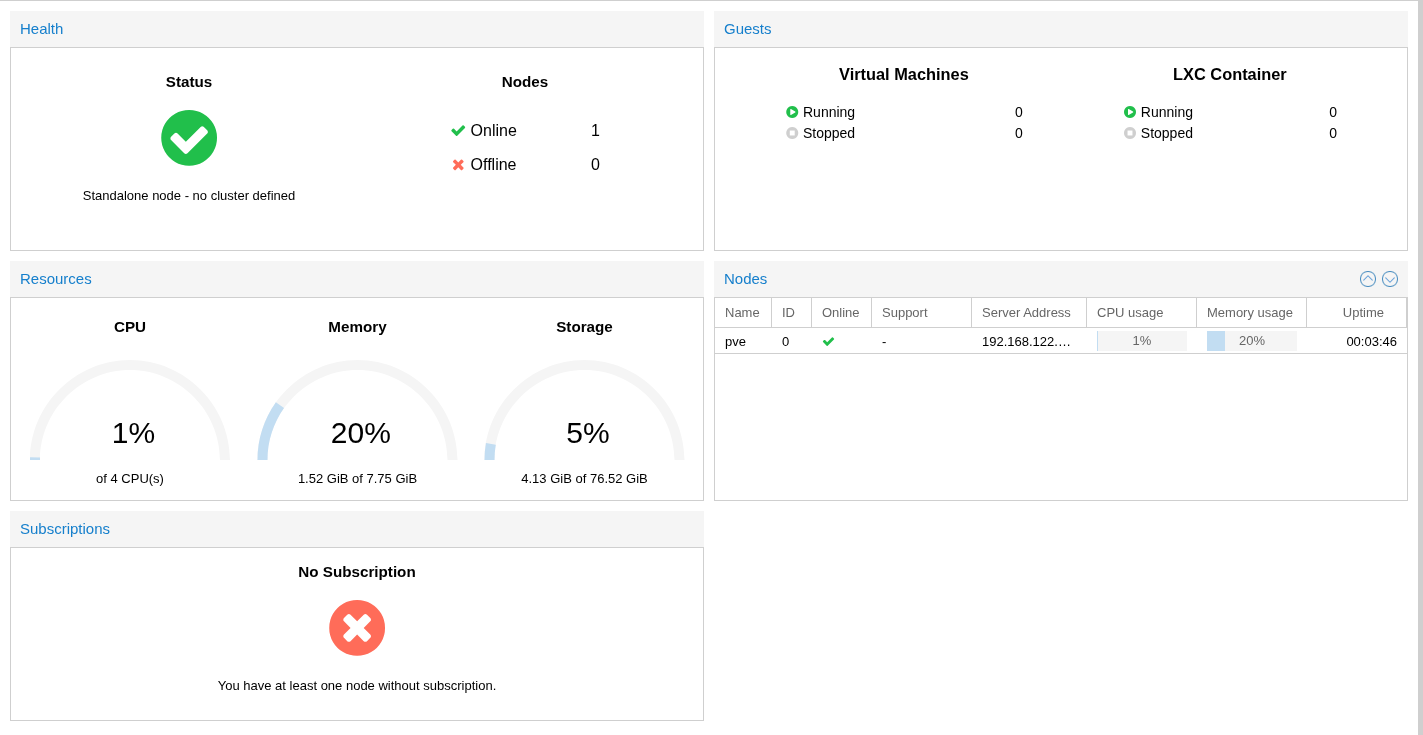 Health
Status
Nodes
Online 1
Offline 0
Standalone node - no cluster defined
Guests
Virtual Machines
Running 0
Stopped 0
LXC Container
Running 0
Stopped 0
Resources
CPU
1%
of 4 CPU(s)
Memory
20%
1.52 GiB of 7.75 GiB
Storage
5%
4.13 GiB of 76.52 GiB
Nodes
Name ID Online Support Server Address CPU usage Memory usage Uptime
pve 0 - 192.168.122.... 1% 20% 00:03:46
Subscriptions
No Subscription
You have at least one node without subscription.